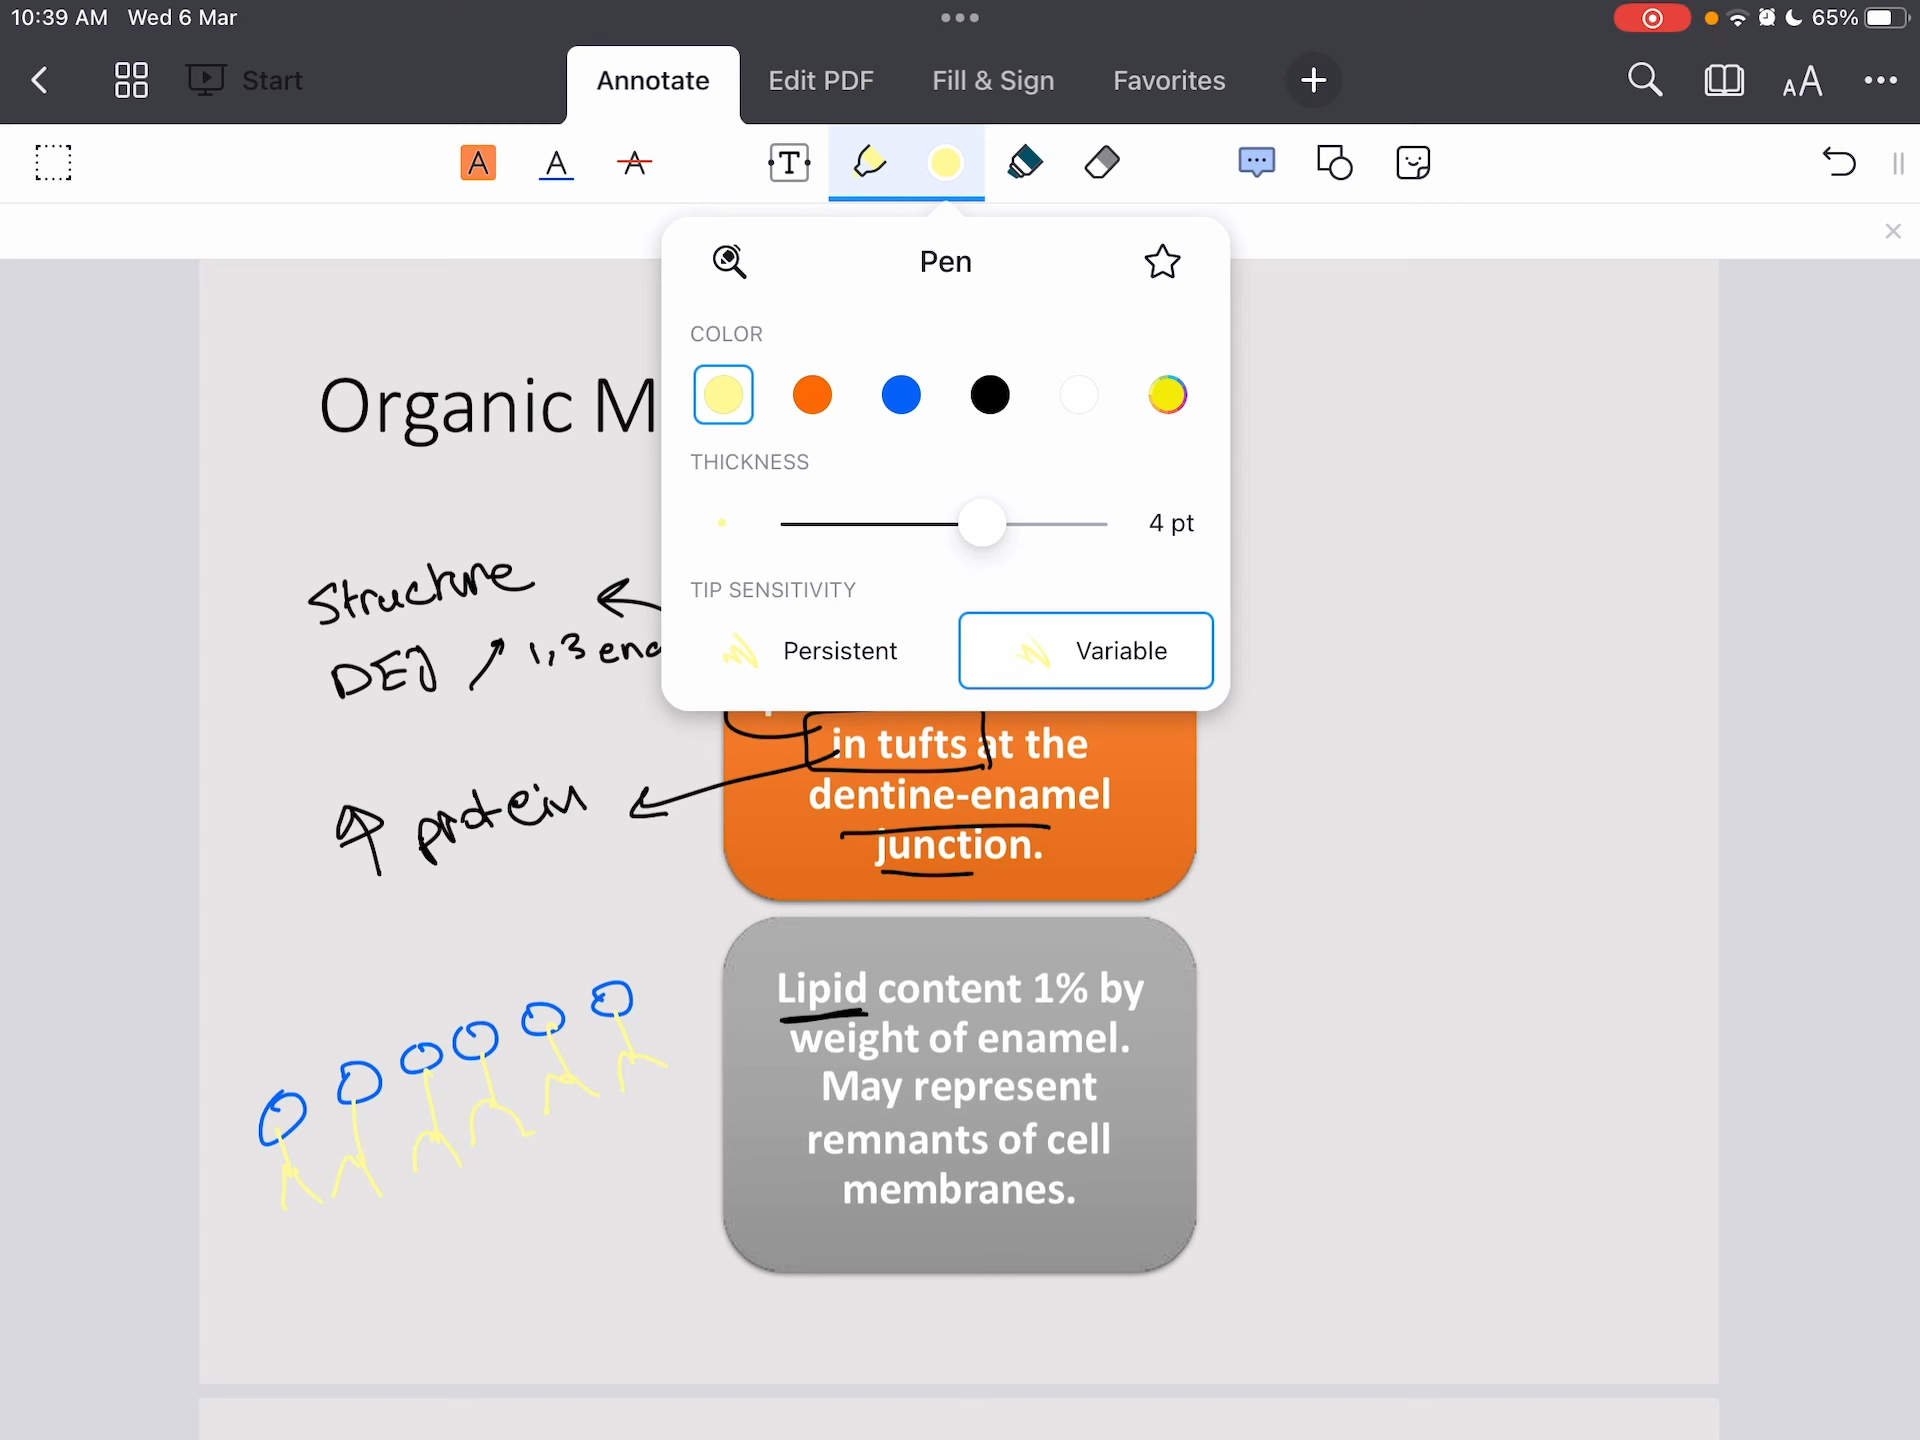 10:39 AM Wed 6 Mar
65%
Start
Annotate
Edit PDF
Fill & Sign
Favorites
AA
A A A T
Pen
COLOR
THICKNESS
4 pt
TIP SENSITIVITY
Persistent
Variable
Organic M
Structure
DEJ 1,3 ena
in tufts at the
dentine-enamel
junction.
protein
Lipid content 1% by
weight of enamel.
May represent
remnants of cell
membranes.